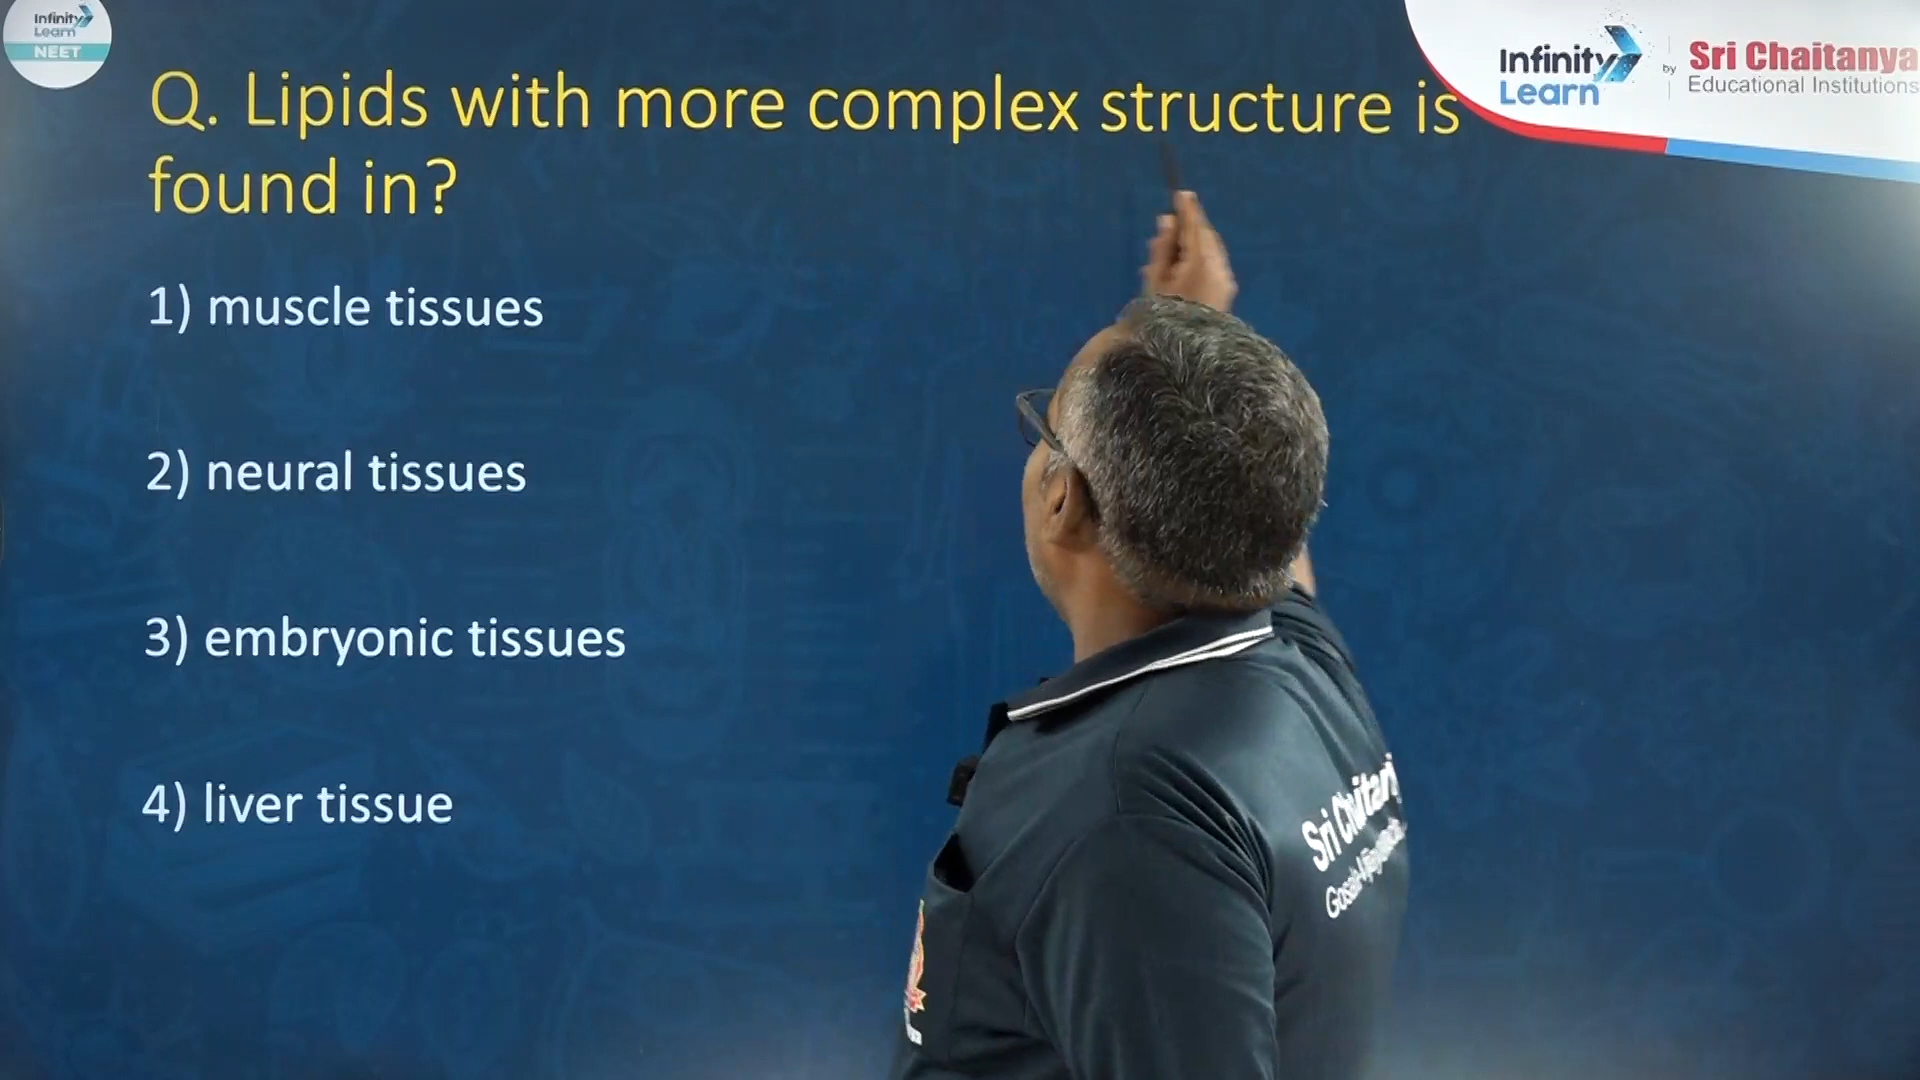 Infinity
Learn
NEET
Infinity
Learn
by
Sri Chaitanya
Educational Institutions
Q. Lipids with more complex structure is
found in?
1) muscle tissues
2) neural tissues
3) embryonic tissues
4) liver tissue
Sri